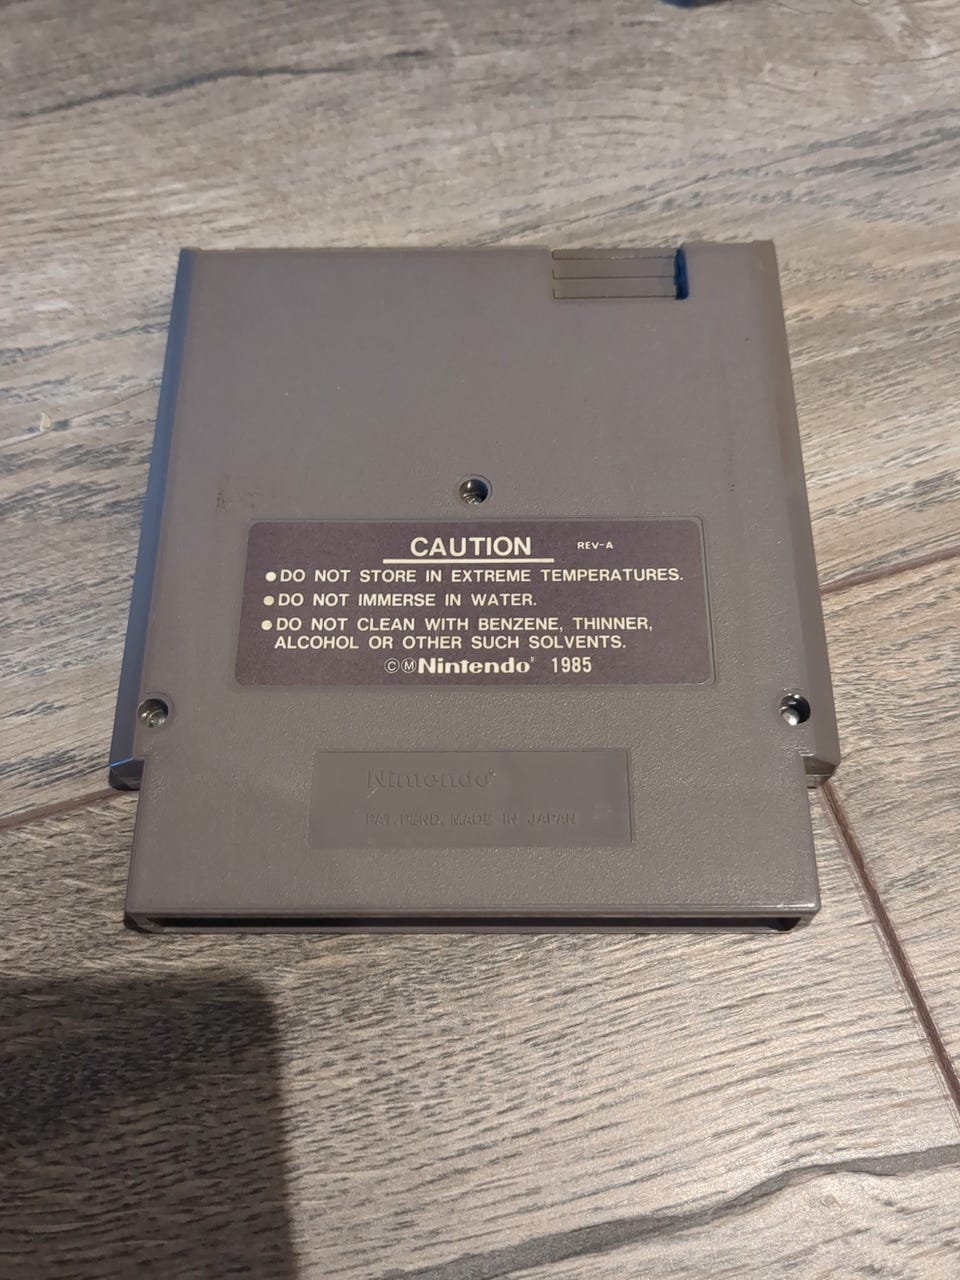 CAUTION REV-A
●DO NOT STORE IN EXTREME TEMPERATURES.
●DO NOT IMMERSE IN WATER.
●DO NOT CLEAN WITH BENZENE, THINNER,
ALCOHOL OR OTHER SUCH SOLVENTS.
©ⓂNintendo® 1985
Nintendo®
PAT. PEND. MADE IN JAPAN